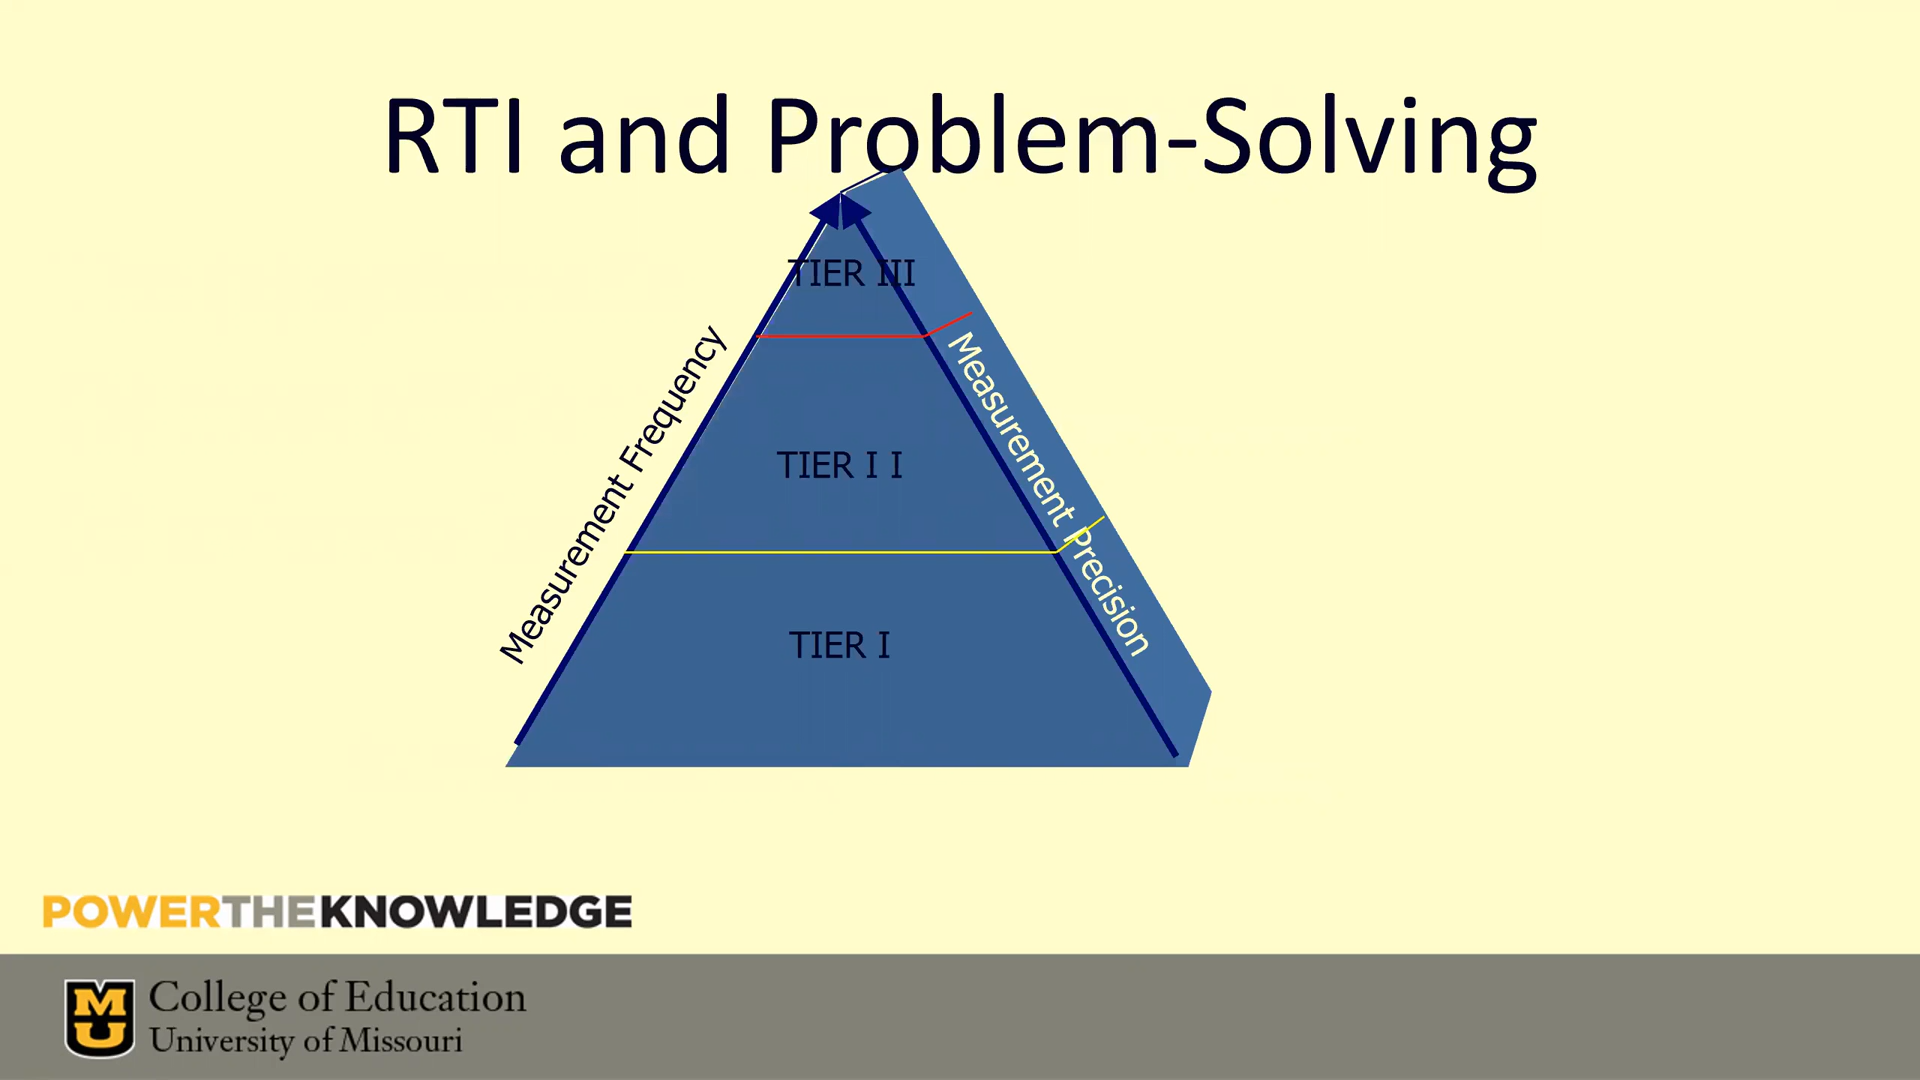 RTI and Problem-Solving
TIER III
Measurement Frequency
Measurement Precision
TIER I I
TIER I
POWERTHEKNOWLEDGE
MU
College of Education
University of Missouri